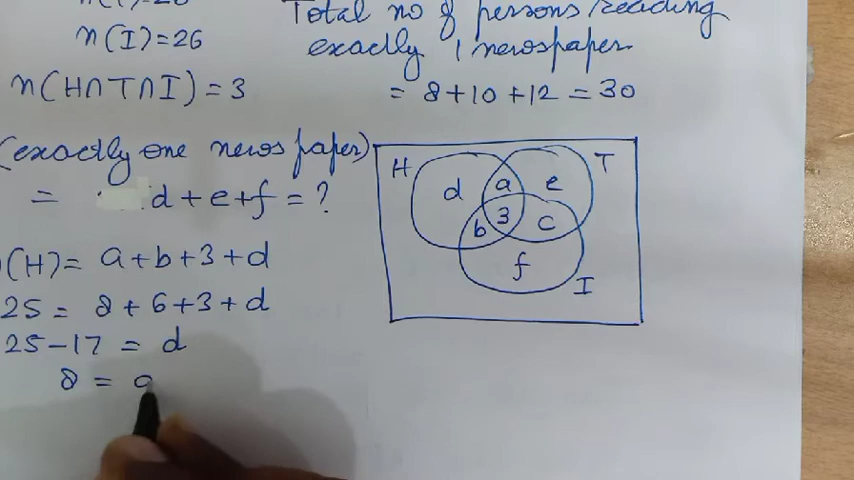 n(I)=26
n(H∩T∩I)=3
(exactly one newspaper)
= d+e+f=?
(H)= a+b+3+d
25 = 8+6+3+d
25-17 = d
8 =
Total no of persons reading
exactly 1 newspaper.
= 8+10+12=30
H T
d a e
3
b c
f
I